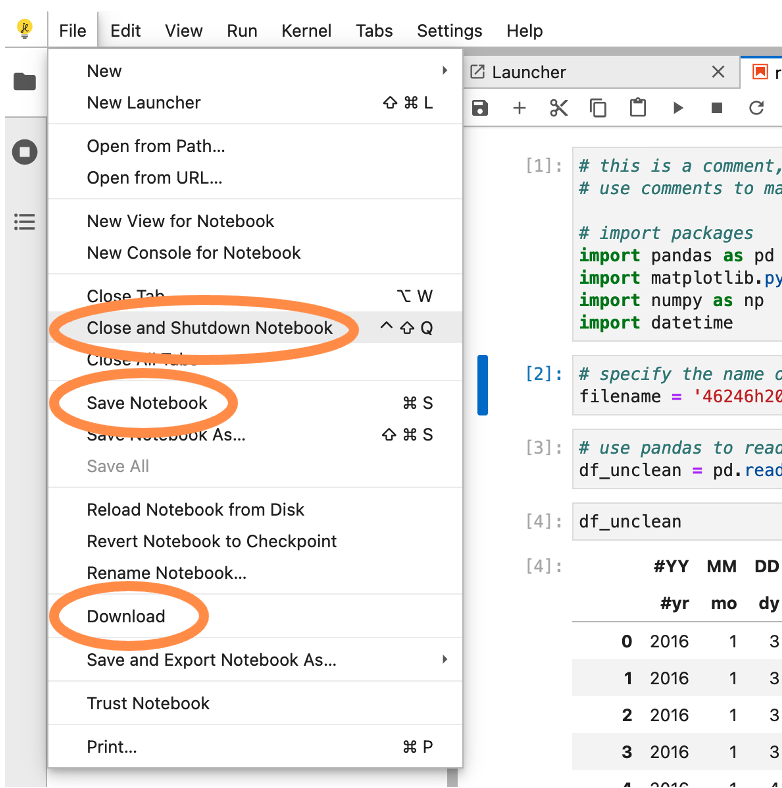 File Edit View Run Kernel Tabs Settings Help
New
New Launcher ⇧ ⌘ L
Open from Path...
Open from URL...
New View for Notebook
New Console for Notebook
Close Tab ⌥ W
Close and Shutdown Notebook ^ ⇧ Q
Close All Tabs
Save Notebook ⌘ S
Save Notebook As... ⇧ ⌘ S
Save All
Reload Notebook from Disk
Revert Notebook to Checkpoint
Rename Notebook...
Download
Save and Export Notebook As...
Trust Notebook
Print... ⌘ P
Launcher
[1]: # this is a comment,
# use comments to ma
# import packages
import pandas as pd
import matplotlib.py
import numpy as np
import datetime
[2]: # specify the name o
filename = '46246h20
[3]: # use pandas to read
df_unclean = pd.read
[4]: df_unclean
[4]: #YY MM DD
#yr mo dy
0 2016 1 3
1 2016 1 3
2 2016 1 3
3 2016 1 3